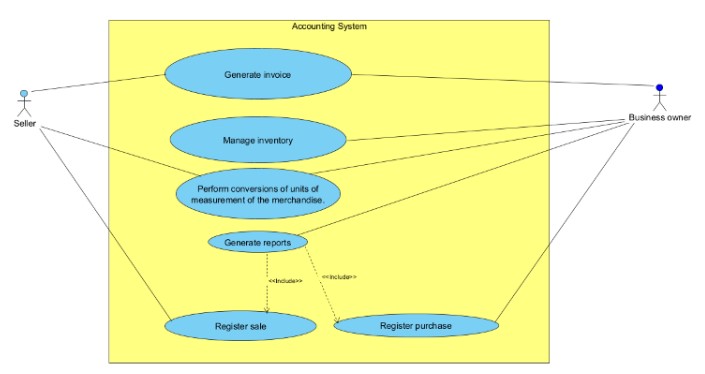 Accounting System
Generate invoice
Seller
Business owner
Manage inventory
Perform conversions of units of
measurement of the merchandise.
Generate reports
<<Include>>
<<Include>>
Register sale
Register purchase